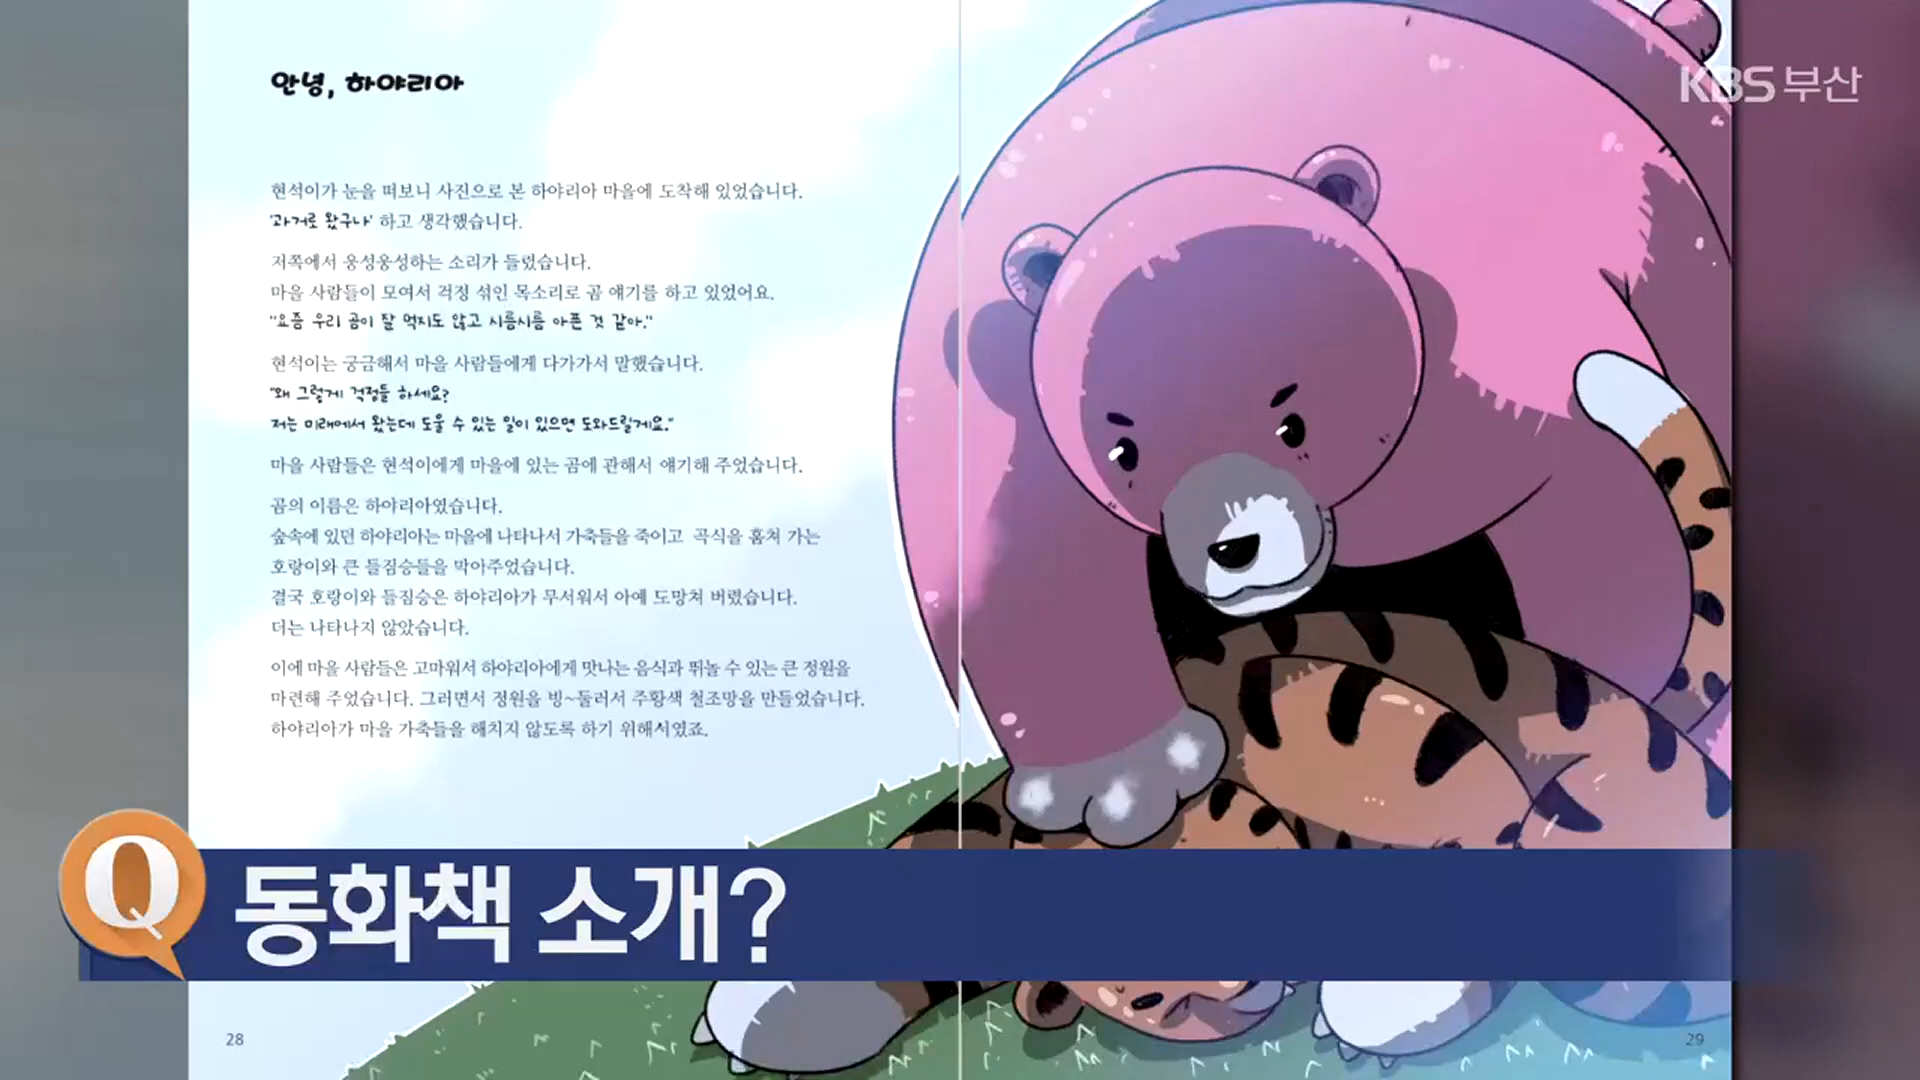 안녕, 하야리아
KBS 부산
현석이가 눈을 떠보니 사진으로 본 하야리아 마을에 도착해 있었습니다.
'과거로 왔구나' 하고 생각했습니다.
저쪽에서 웅성웅성하는 소리가 들렸습니다.
마을 사람들이 모여서 걱정 섞인 목소리로 곰 얘기를 하고 있었어요.
"요즘 우리 곰이 잘 먹지도 않고 시름시름 아픈 것 같아."
현석이는 궁금해서 마을 사람들에게 다가가서 말했습니다.
"왜 그렇게 걱정들 하세요?
저는 미래에서 왔는데 도울 수 있는 일이 있으면 도와드릴게요."
마을 사람들은 현석이에게 마을에 있는 곰에 관해서 얘기해 주었습니다.
곰의 이름은 하야리아였습니다.
숲속에 있던 하야리아는 마을에 나타나서 가축들을 죽이고 곡식을 훔쳐 가는
호랑이와 큰 들짐승들을 막아주었습니다.
결국 호랑이와 들짐승은 하야리아가 무서워서 아예 도망쳐 버렸습니다.
더는 나타나지 않았습니다.
이에 마을 사람들은 고마워서 하야리아에게 맛나는 음식과 뛰놀 수 있는 큰 정원을
마련해 주었습니다. 그러면서 정원을 빙~둘러서 주황색 철조망을 만들었습니다.
하야리아가 마을 가축들을 해치지 않도록 하기 위해서였죠.
Q 동화책 소개?
28
29